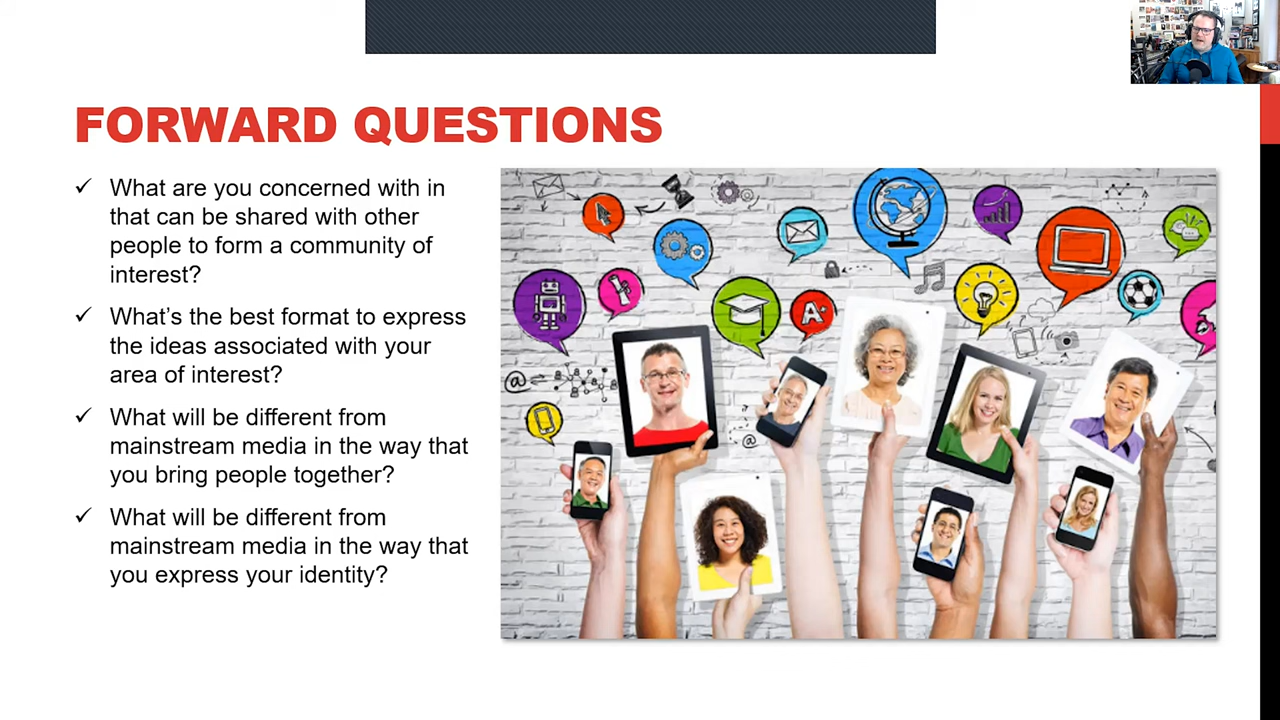 FORWARD QUESTIONS
✓ What are you concerned with in
that can be shared with other
people to form a community of
interest?
✓ What’s the best format to express
the ideas associated with your
area of interest?
✓ What will be different from
mainstream media in the way that
you bring people together?
✓ What will be different from
mainstream media in the way that
you express your identity?
A+
@
@